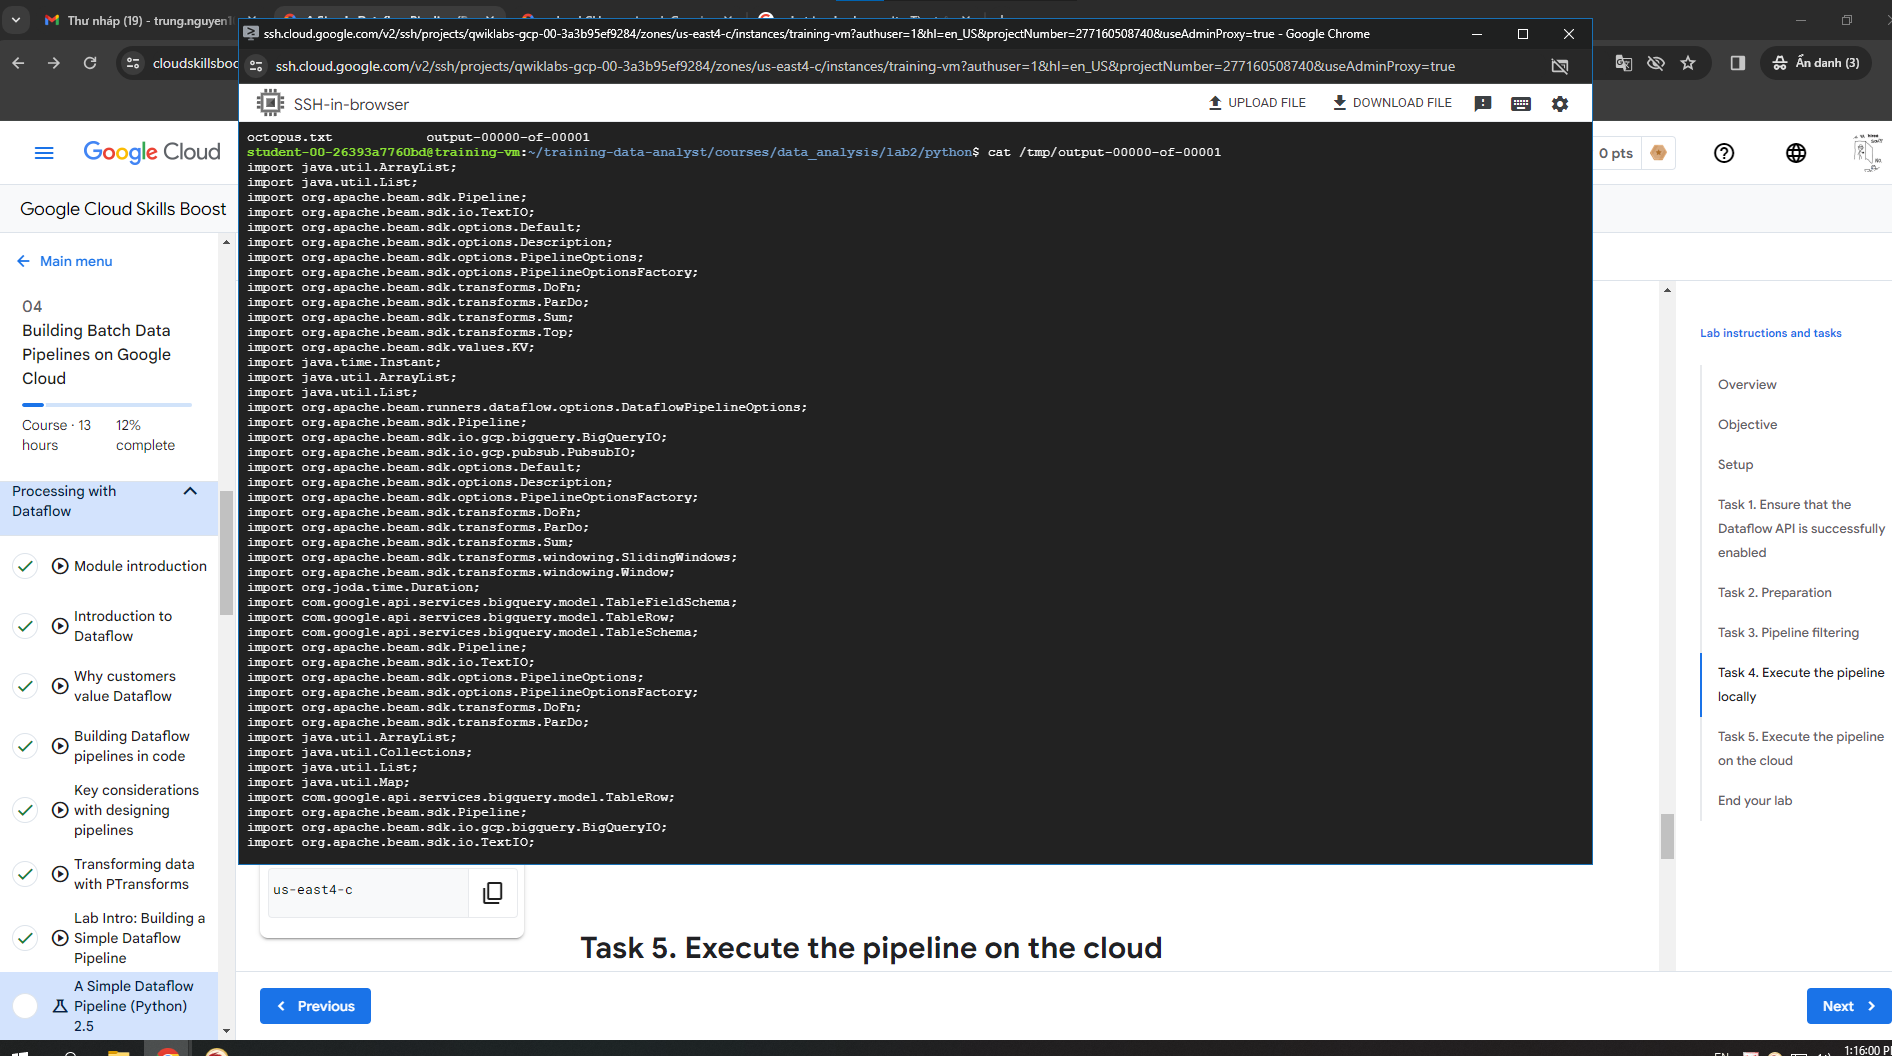 Thư nháp (19) - trung.nguyen1
ssh.cloud.google.com/v2/ssh/projects/qwiklabs-gcp-00-3a3b95ef9284/zones/us-east4-c/instances/training-vm?authuser=1&hl=en_US&projectNumber=277160508740&useAdminProxy=true - Google Chrome
cloudskillsboo
ssh.cloud.google.com/v2/ssh/projects/qwiklabs-gcp-00-3a3b95ef9284/zones/us-east4-c/instances/training-vm?authuser=1&hl=en_US&projectNumber=277160508740&useAdminProxy=true
Ẩn danh (3)
SSH-in-browser
UPLOAD FILE
DOWNLOAD FILE
Google Cloud
0 pts
Google Cloud Skills Boost
Main menu
04
Building Batch Data
Pipelines on Google
Cloud
Course · 13
hours
12%
complete
Processing with
Dataflow
Module introduction
Introduction to
Dataflow
Why customers
value Dataflow
Building Dataflow
pipelines in code
Key considerations
with designing
pipelines
Transforming data
with PTransforms
Lab Intro: Building a
Simple Dataflow
Pipeline
A Simple Dataflow
Pipeline (Python)
2.5
octopus.txt output-00000-of-00001
student-00-26393a7760bd@training-vm:~/training-data-analyst/courses/data_analysis/lab2/python$ cat /tmp/output-00000-of-00001
import java.util.ArrayList;
import java.util.List;
import org.apache.beam.sdk.Pipeline;
import org.apache.beam.sdk.io.TextIO;
import org.apache.beam.sdk.options.Default;
import org.apache.beam.sdk.options.Description;
import org.apache.beam.sdk.options.PipelineOptions;
import org.apache.beam.sdk.options.PipelineOptionsFactory;
import org.apache.beam.sdk.transforms.DoFn;
import org.apache.beam.sdk.transforms.ParDo;
import org.apache.beam.sdk.transforms.Sum;
import org.apache.beam.sdk.transforms.Top;
import org.apache.beam.sdk.values.KV;
import java.time.Instant;
import java.util.ArrayList;
import java.util.List;
import org.apache.beam.runners.dataflow.options.DataflowPipelineOptions;
import org.apache.beam.sdk.Pipeline;
import org.apache.beam.sdk.io.gcp.bigquery.BigQueryIO;
import org.apache.beam.sdk.io.gcp.pubsub.PubsubIO;
import org.apache.beam.sdk.options.Default;
import org.apache.beam.sdk.options.Description;
import org.apache.beam.sdk.options.PipelineOptionsFactory;
import org.apache.beam.sdk.transforms.DoFn;
import org.apache.beam.sdk.transforms.ParDo;
import org.apache.beam.sdk.transforms.Sum;
import org.apache.beam.sdk.transforms.windowing.SlidingWindows;
import org.apache.beam.sdk.transforms.windowing.Window;
import org.joda.time.Duration;
import com.google.api.services.bigquery.model.TableFieldSchema;
import com.google.api.services.bigquery.model.TableRow;
import com.google.api.services.bigquery.model.TableSchema;
import org.apache.beam.sdk.Pipeline;
import org.apache.beam.sdk.io.TextIO;
import org.apache.beam.sdk.options.PipelineOptions;
import org.apache.beam.sdk.options.PipelineOptionsFactory;
import org.apache.beam.sdk.transforms.DoFn;
import org.apache.beam.sdk.transforms.ParDo;
import java.util.ArrayList;
import java.util.Collections;
import java.util.List;
import java.util.Map;
import com.google.api.services.bigquery.model.TableRow;
import org.apache.beam.sdk.Pipeline;
import org.apache.beam.sdk.io.gcp.bigquery.BigQueryIO;
import org.apache.beam.sdk.io.TextIO;
us-east4-c
Task 5. Execute the pipeline on the cloud
Previous
Next
Lab instructions and tasks
Overview
Objective
Setup
Task 1. Ensure that the
Dataflow API is successfully
enabled
Task 2. Preparation
Task 3. Pipeline filtering
Task 4. Execute the pipeline
locally
Task 5. Execute the pipeline
on the cloud
End your lab
1:16:00 P